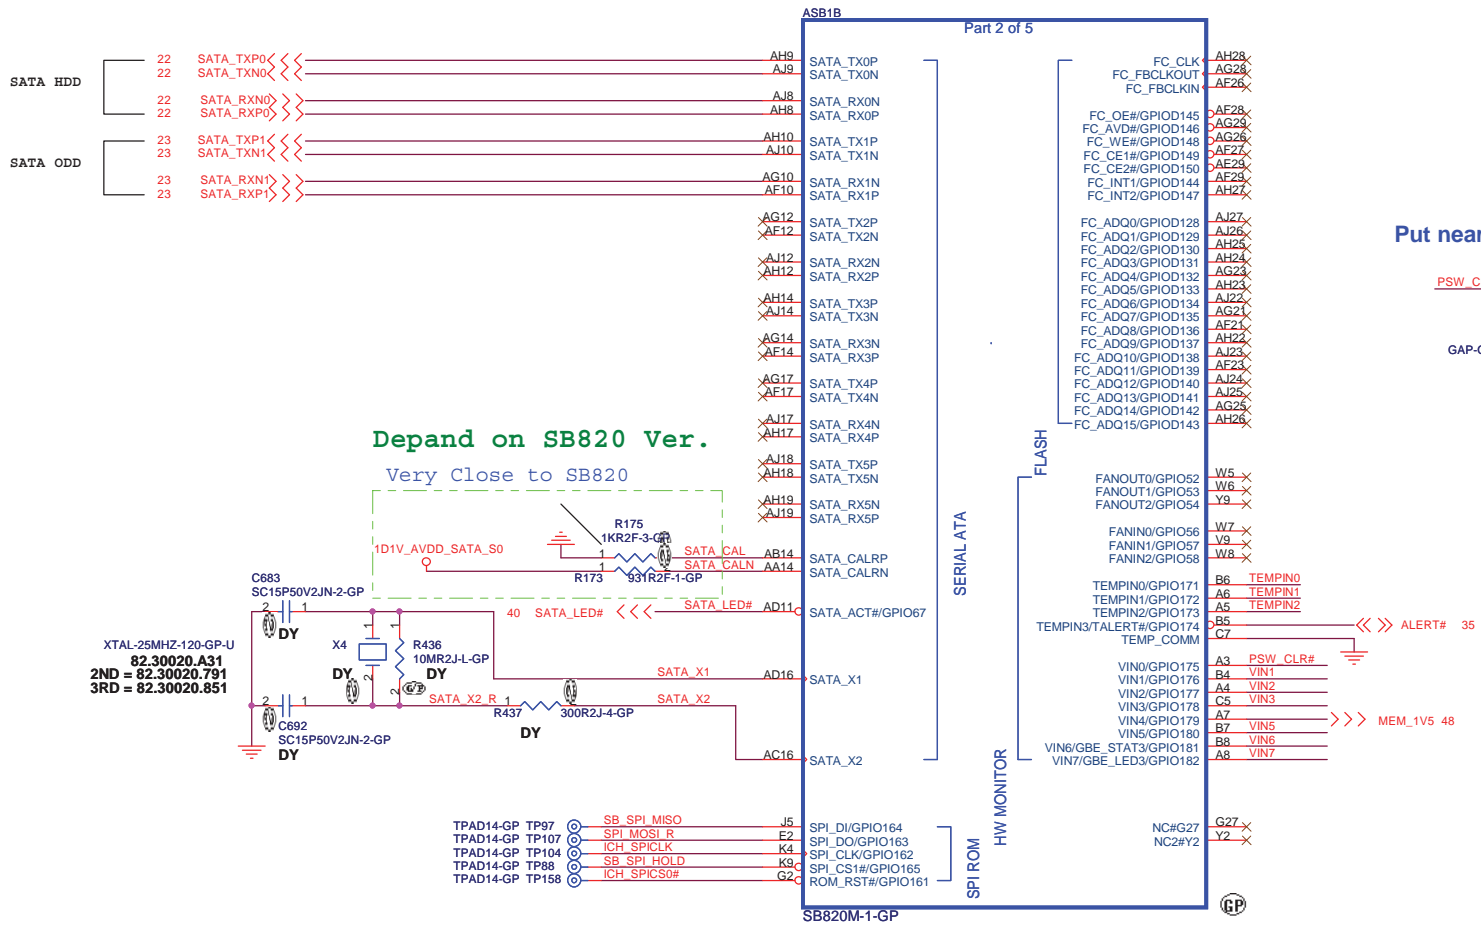 ASB1B
Part 2 of 5
SATA HDD
22 SATA_TXP0 AH9 SATA_TX0P
22 SATA_TXN0 AJ9 SATA_TX0N
22 SATA_RXN0 AJ8 SATA_RX0N
22 SATA_RXP0 AH8 SATA_RX0P
SATA ODD
23 SATA_TXP1 AH10 SATA_TX1P
23 SATA_TXN1 AJ10 SATA_TX1N
23 SATA_RXN1 AG10 SATA_RX1N
23 SATA_RXP1 AF10 SATA_RX1P
AG12 SATA_TX2P
AF12 SATA_TX2N
AJ12 SATA_RX2N
AH12 SATA_RX2P
AH14 SATA_TX3P
AJ14 SATA_TX3N
AG14 SATA_RX3N
AF14 SATA_RX3P
AG17 SATA_TX4P
AF17 SATA_TX4N
AJ17 SATA_RX4N
AH17 SATA_RX4P
AJ18 SATA_TX5P
AH18 SATA_TX5N
AH19 SATA_RX5N
AJ19 SATA_RX5P
Depand on SB820 Ver.
Very Close to SB820
R175
1KR2F-3-GP
1D1V_AVDD_SATA_S0
1 2 SATA_CAL AB14 SATA_CALRP
1 2 SATA_CALN AA14 SATA_CALRN
R173 931R2F-1-GP
40 SATA_LED# SATA_LED# AD11 SATA_ACT#/GPIO67
C683
SC15P50V2JN-2-GP
2 1
DY
XTAL-25MHZ-120-GP-U
82.30020.A31
2ND = 82.30020.791
3RD = 82.30020.851
X4
1
2
DY
R436
10MR2J-L-GP
1
2
DY
G/P
SATA_X1 AD16 SATA_X1
2 1
C692
SC15P50V2JN-2-GP
DY
SATA_X2_R 1 SATA_X2
R437 300R2J-4-GP
DY
AC16 SATA_X2
SERIAL ATA
TPAD14-GP TP97 SB_SPI_MISO J5 SPI_DI/GPIO164
TPAD14-GP TP107 SPI_MOSI_R E2 SPI_DO/GPIO163
TPAD14-GP TP104 ICH_SPICLK K4 SPI_CLK/GPIO162
TPAD14-GP TP88 SB_SPI_HOLD K9 SPI_CS1#/GPIO165
TPAD14-GP TP158 ICH_SPICS0# G2 ROM_RST#/GPIO161
SPI ROM
FC_CLK AH28
FC_FBCLKOUT AG28
FC_FBCLKIN AF26
FC_OE#/GPIOD145 AF28
FC_AVD#/GPIOD146 AG29
FC_WE#/GPIOD148 AG26
FC_CE1#/GPIOD149 AF27
FC_CE2#/GPIOD150 AE29
FC_INT1/GPIOD144 AF29
FC_INT2/GPIOD147 AH27
FC_ADQ0/GPIOD128 AJ27
FC_ADQ1/GPIOD129 AJ26
FC_ADQ2/GPIOD130 AH25
FC_ADQ3/GPIOD131 AH24
FC_ADQ4/GPIOD132 AG23
FC_ADQ5/GPIOD133 AH23
FC_ADQ6/GPIOD134 AJ22
FC_ADQ7/GPIOD135 AG21
FC_ADQ8/GPIOD136 AF21
FC_ADQ9/GPIOD137 AH22
FC_ADQ10/GPIOD138 AJ23
FC_ADQ11/GPIOD139 AF23
FC_ADQ12/GPIOD140 AJ24
FC_ADQ13/GPIOD141 AJ25
FC_ADQ14/GPIOD142 AG25
FC_ADQ15/GPIOD143 AH26
FLASH
FANOUT0/GPIO52 W5
FANOUT1/GPIO53 W6
FANOUT2/GPIO54 Y9
FANIN0/GPIO56 W7
FANIN1/GPIO57 V9
FANIN2/GPIO58 W8
TEMPIN0/GPIO171 B6 TEMPIN0
TEMPIN1/GPIO172 A6 TEMPIN1
TEMPIN2/GPIO173 A5 TEMPIN2
TEMPIN3/TALERT#/GPIO174 B5 ALERT# 35
TEMP_COMM C7
VIN0/GPIO175 A3 PSW_CLR#
VIN1/GPIO176 B4 VIN1
VIN2/GPIO177 A4 VIN2
VIN3/GPIO178 C5 VIN3
VIN4/GPIO179 A7 MEM_1V5 48
VIN5/GPIO180 B7 VIN5
VIN6/GBE_STAT3/GPIO181 B8 VIN6
VIN7/GBE_LED3/GPIO182 A8 VIN7
HW MONITOR
NC#G27 G27
NC2#Y2 Y2
SB820M-1-GP
GP
Put near
PSW_C
GAP-